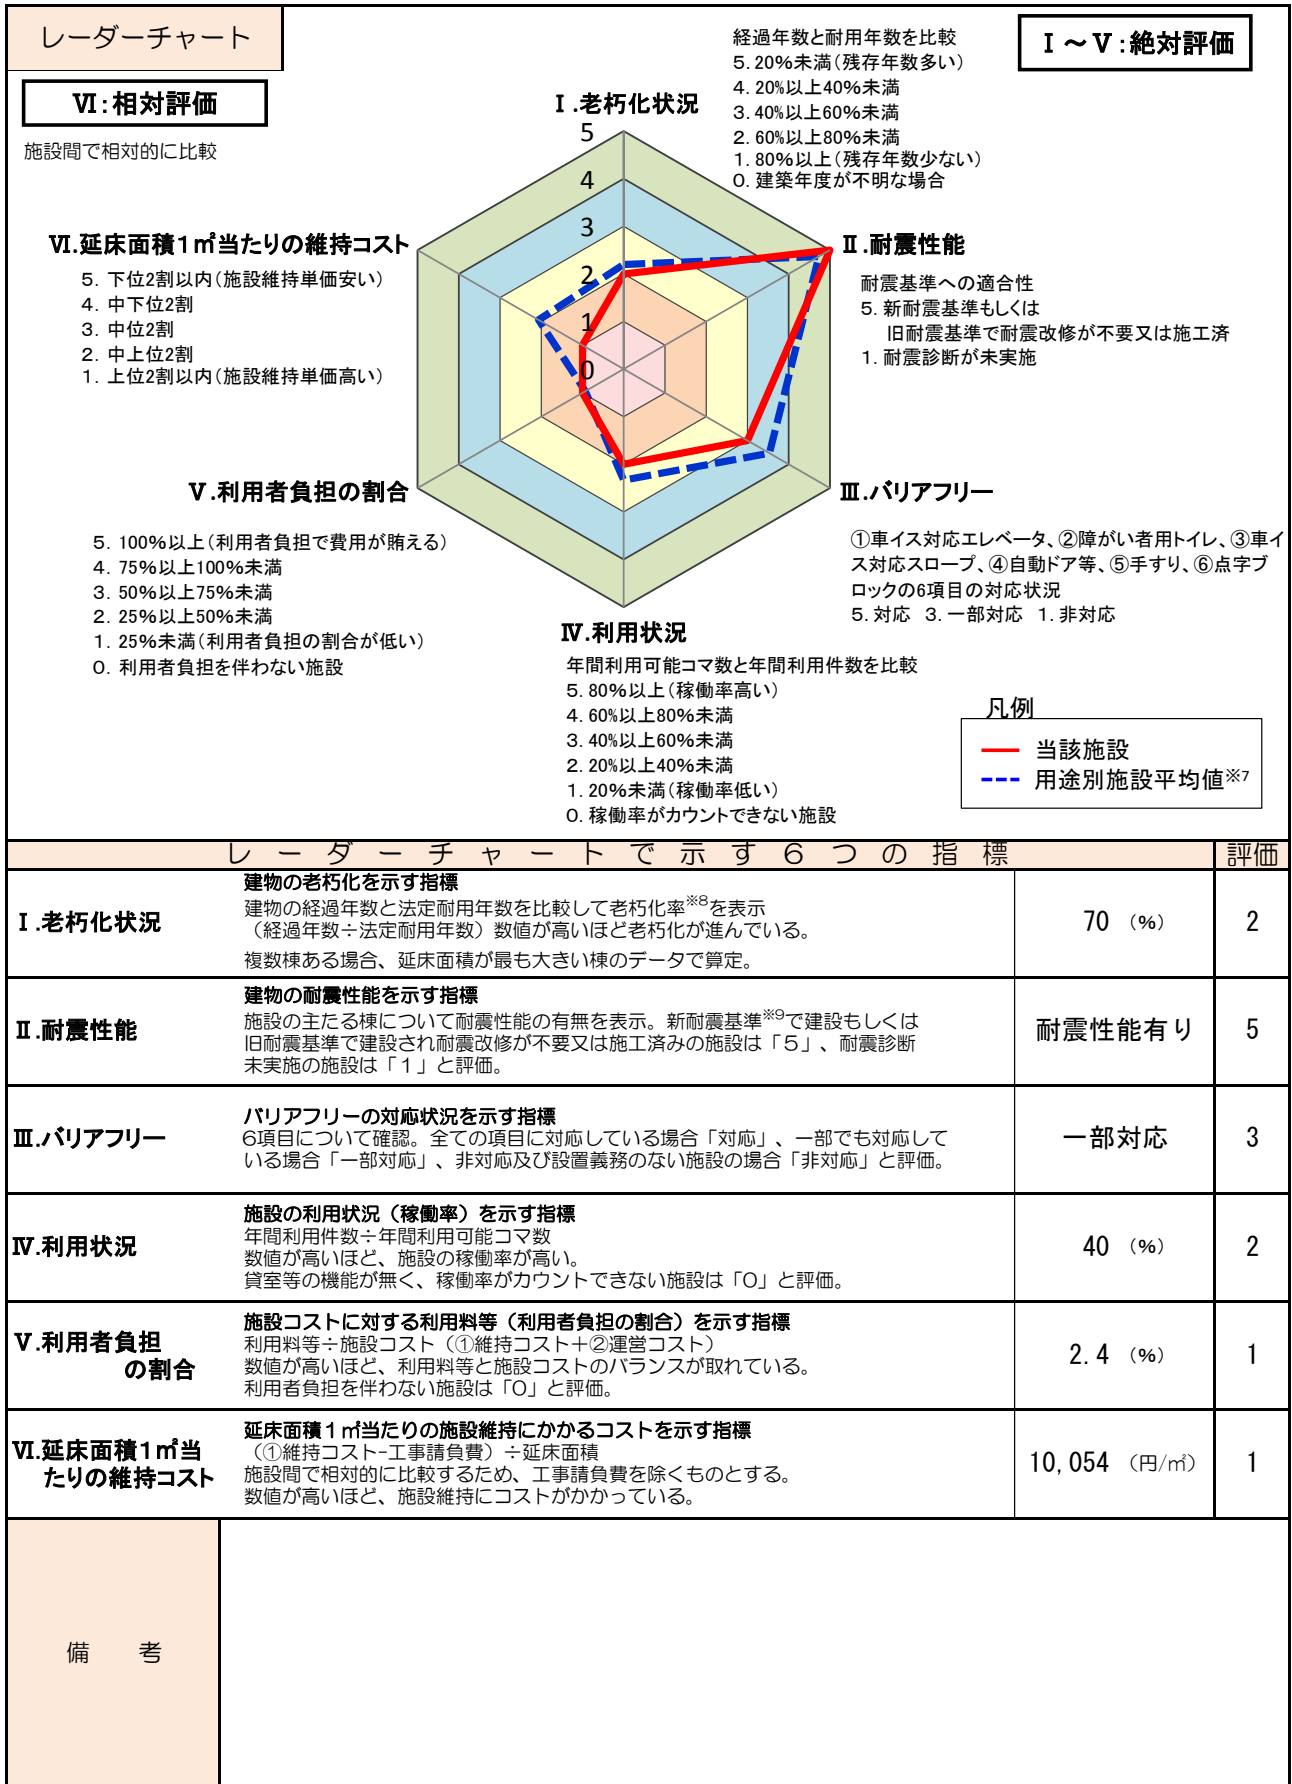 レーダーチャート
Ⅰ～Ⅴ：絶対評価
Ⅵ：相対評価
施設間で相対的に比較
Ⅰ.老朽化状況
経過年数と耐用年数を比較
5.20％未満（残存年数多い）
4.20％以上40％未満
3.40％以上60％未満
2.60％以上80％未満
1.80％以上（残存年数少ない）
0.建築年度が不明な場合
5
4
3
2
1
0
Ⅱ.耐震性能
耐震基準への適合性
5.新耐震基準もしくは
旧耐震基準で耐震改修が不要又は施工済
1.耐震診断が未実施
Ⅵ.延床面積1㎡当たりの維持コスト
5.下位2割以内（施設維持単価安い）
4.中下位2割
3.中位2割
2.中上位2割
1.上位2割以内（施設維持単価高い）
Ⅲ.バリアフリー
①車イス対応エレベータ、②障がい者用トイレ、③車イ
ス対応スロープ、④自動ドア等、⑤手すり、⑥点字ブ
ロックの6項目の対応状況
5.対応 3.一部対応 1.非対応
Ⅴ.利用者負担の割合
5.100％以上（利用者負担で費用が賄える）
4.75％以上100％未満
3.50％以上75％未満
2.25％以上50％未満
1.25％未満（利用者負担の割合が低い）
0.利用者負担を伴わない施設
Ⅳ.利用状況
年間利用可能コマ数と年間利用件数を比較
5.80％以上（稼働率高い）
4.60％以上80％未満
3.40％以上60％未満
2.20％以上40％未満
1.20％未満（稼働率低い）
0.稼働率がカウントできない施設
凡例
当該施設
用途別施設平均値※7
レーダーチャートで示す６つの指標 評価
Ⅰ.老朽化状況
建物の老朽化を示す指標
建物の経過年数と法定耐用年数を比較して老朽化率※8を表示
（経過年数÷法定耐用年数）数値が高いほど老朽化が進んでいる。
複数棟ある場合、延床面積が最も大きい棟のデータで算定。
70 （%） 2
Ⅱ.耐震性能
建物の耐震性能を示す指標
施設の主たる棟について耐震性能の有無を表示。新耐震基準※9で建設もしくは
旧耐震基準で建設され耐震改修が不要又は施工済みの施設は「５」、耐震診断
未実施の施設は「１」と評価。
耐震性能有り 5
Ⅲ.バリアフリー
バリアフリーの対応状況を示す指標
6項目について確認。全ての項目に対応している場合「対応」、一部でも対応して
いる場合「一部対応」、非対応及び設置義務のない施設の場合「非対応」と評価。
一部対応 3
Ⅳ.利用状況
施設の利用状況（稼働率）を示す指標
年間利用件数÷年間利用可能コマ数
数値が高いほど、施設の稼働率が高い。
貸室等の機能が無く、稼働率がカウントできない施設は「０」と評価。
40 （%） 2
Ⅴ.利用者負担
の割合
施設コストに対する利用料等（利用者負担の割合）を示す指標
利用料等÷施設コスト（①維持コスト+②運営コスト）
数値が高いほど、利用料等と施設コストのバランスが取れている。
利用者負担を伴わない施設は「０」と評価。
2.4 （%） 1
Ⅵ.延床面積1㎡当
たりの維持コスト
延床面積１㎡当たりの施設維持にかかるコストを示す指標
（①維持コスト-工事請負費）÷延床面積
施設間で相対的に比較するため、工事請負費を除くものとする。
数値が高いほど、施設維持にコストがかかっている。
10,054 （円/㎡） 1
備 考